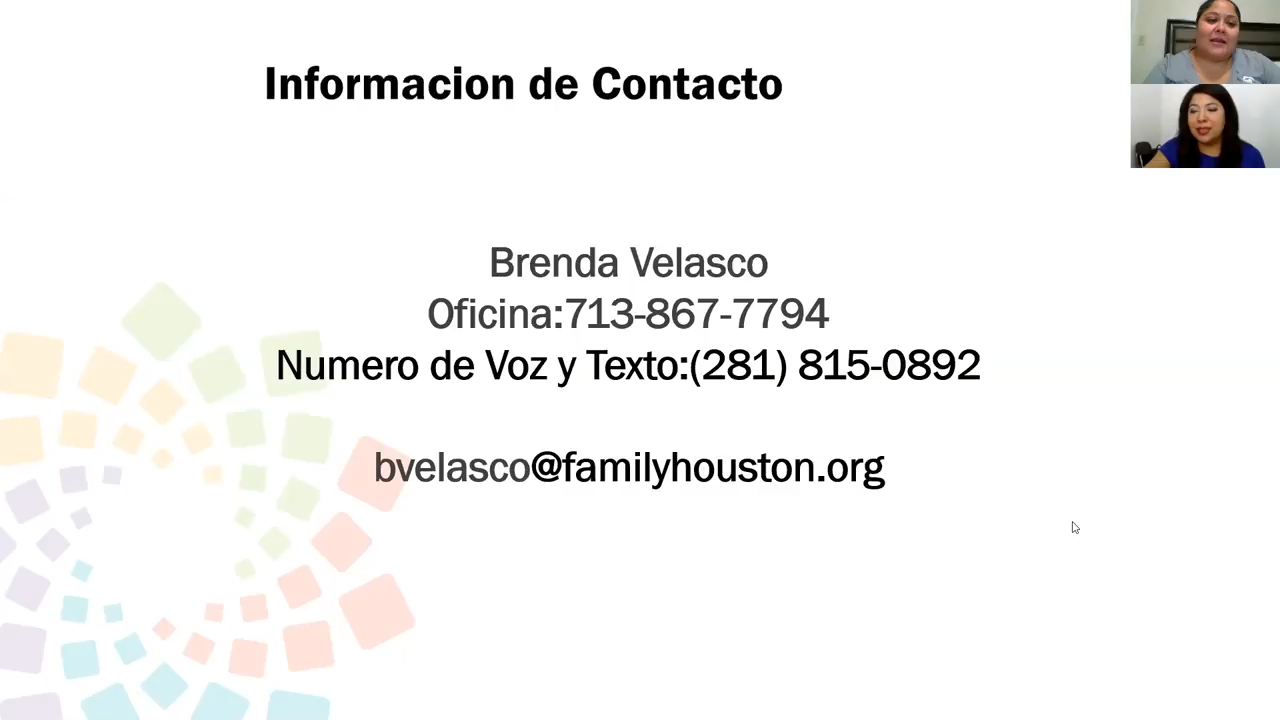 Informacion de Contacto
Brenda Velasco
Oficina:713-867-7794
Numero de Voz y Texto:(281) 815-0892
bvelasco@familyhouston.org